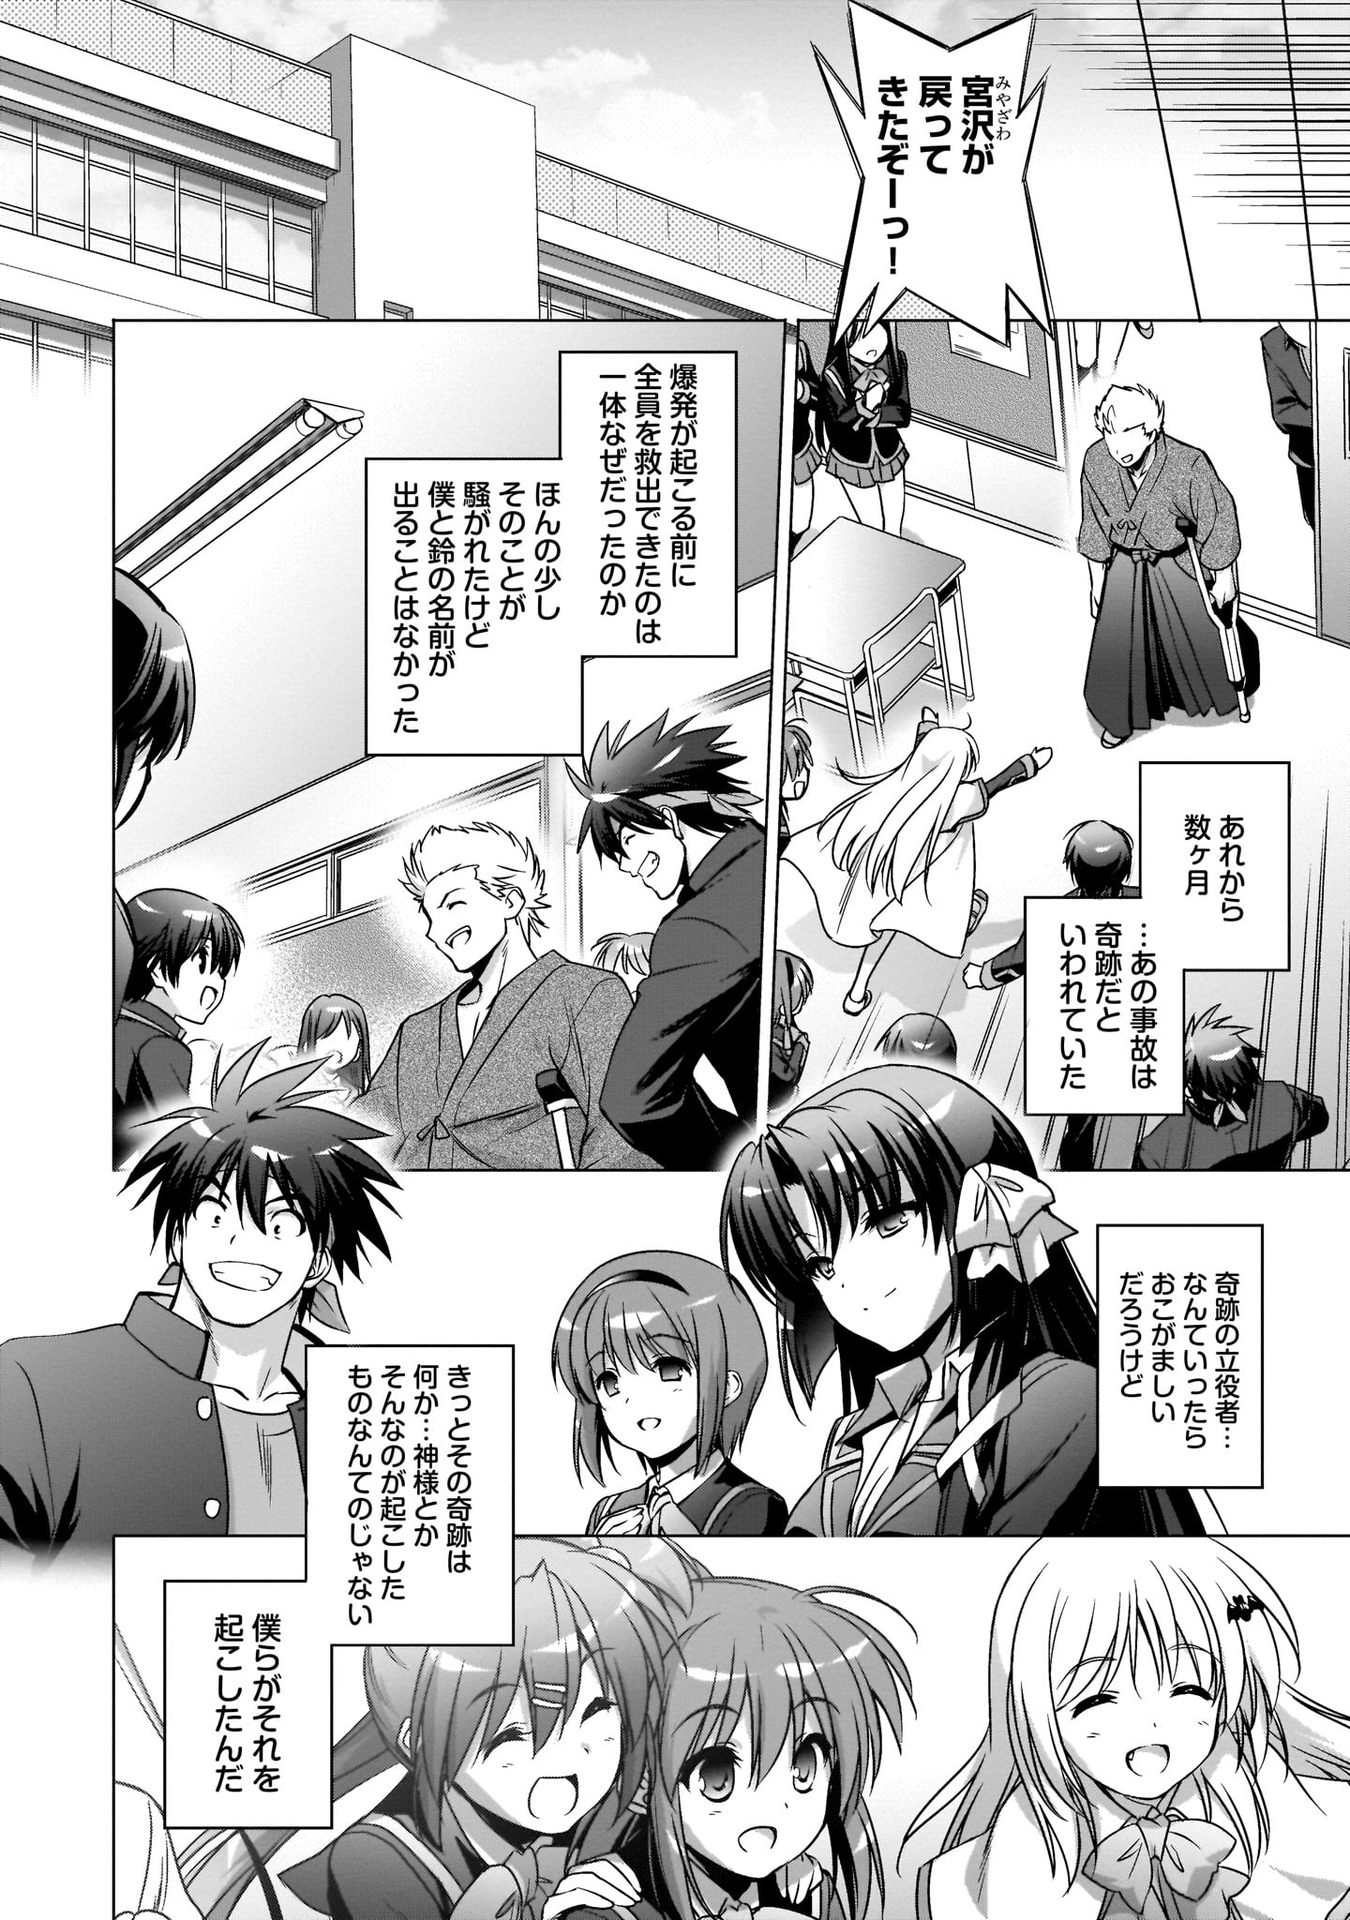 宮沢が
みやざわ
戻って
きたぞーっ！
あれから
数ヶ月
…あの事故は
奇跡だと
いわれていた
爆発が起こる前に
全員を救出できたのは
一体なぜだったのか
ほんの少し
そのことが
騒がれたけど
僕と鈴の名前が
出ることはなかった
奇跡の立役者…
なんていったら
おこがましい
だろうけど
きっとその奇跡は
何か…神様とか
そんなのが起こした
ものなんてのじゃない
僕らがそれを
起こしたんだ